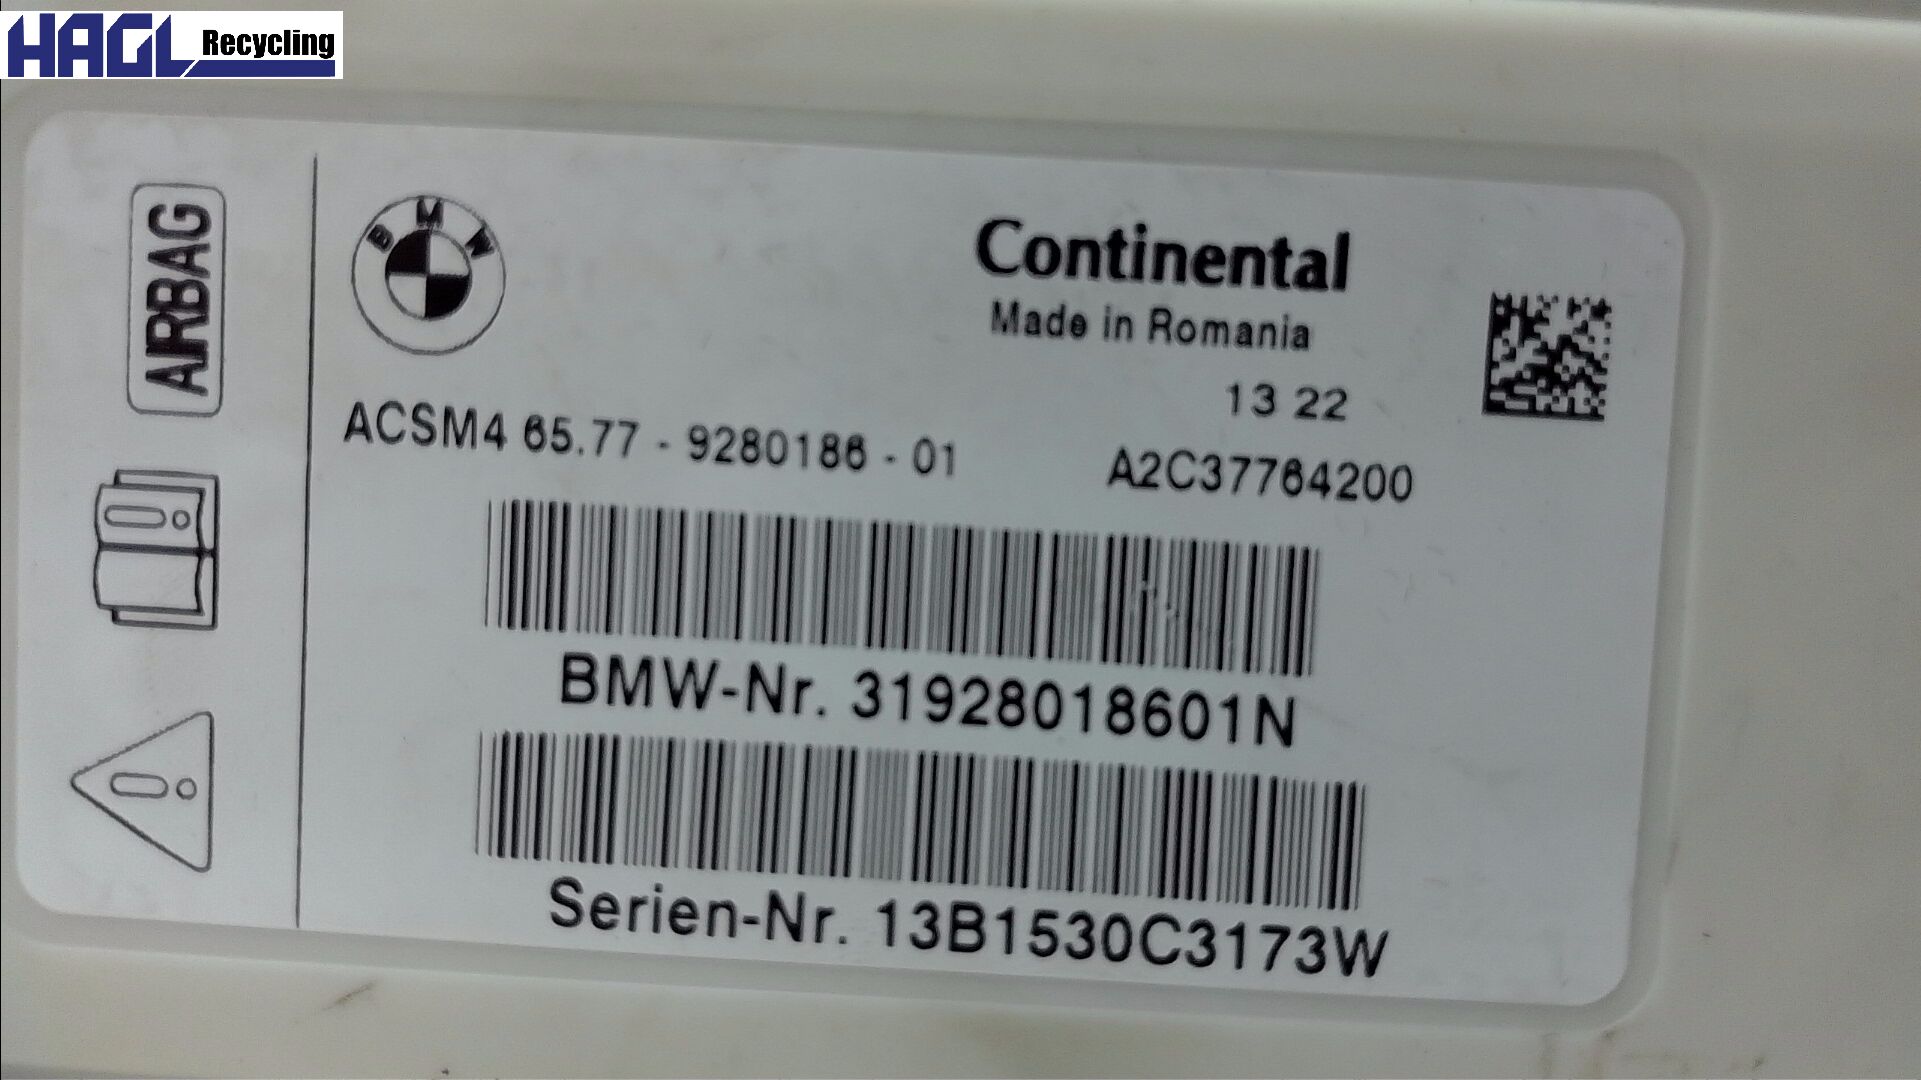 HAGL Recycling
AIRBAG
BMW
Continental
Made in Romania
13 22
ACSM4 65.77 - 9280186 - 01
A2C37764200
BMW-Nr. 31928018601N
Serien-Nr. 13B1530C3173W